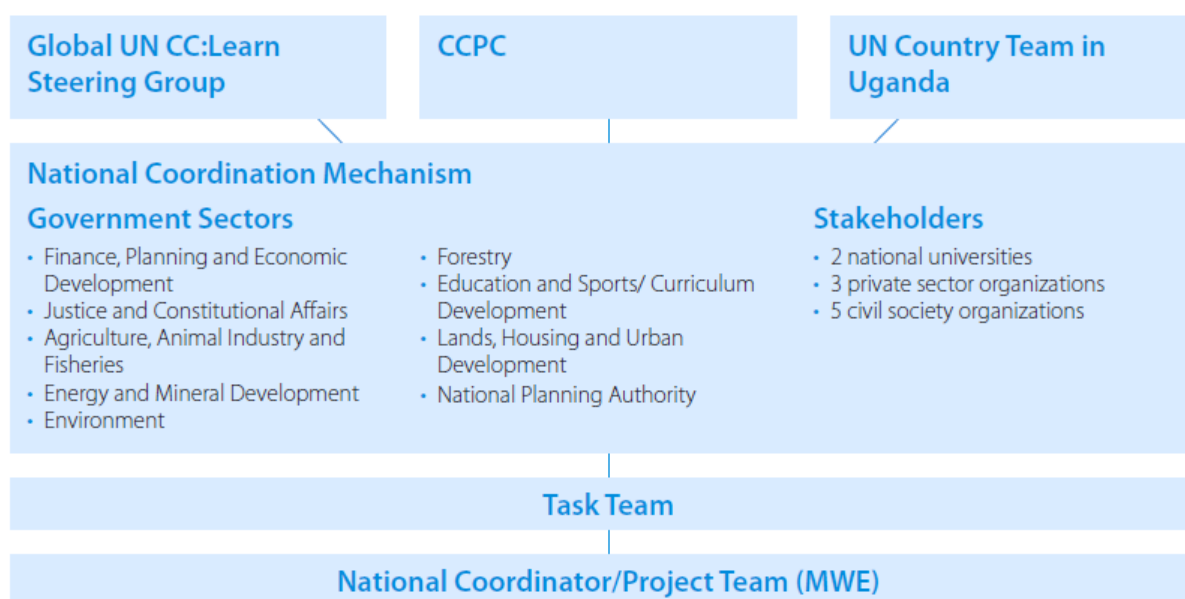 Global UN CC:Learn
Steering Group
CCPC
UN Country Team in
Uganda
National Coordination Mechanism
Government Sectors
• Finance, Planning and Economic
Development
• Justice and Constitutional Affairs
• Agriculture, Animal Industry and
Fisheries
• Energy and Mineral Development
• Environment
• Forestry
• Education and Sports/ Curriculum
Development
• Lands, Housing and Urban
Development
• National Planning Authority
Stakeholders
• 2 national universities
• 3 private sector organizations
• 5 civil society organizations
Task Team
National Coordinator/Project Team (MWE)